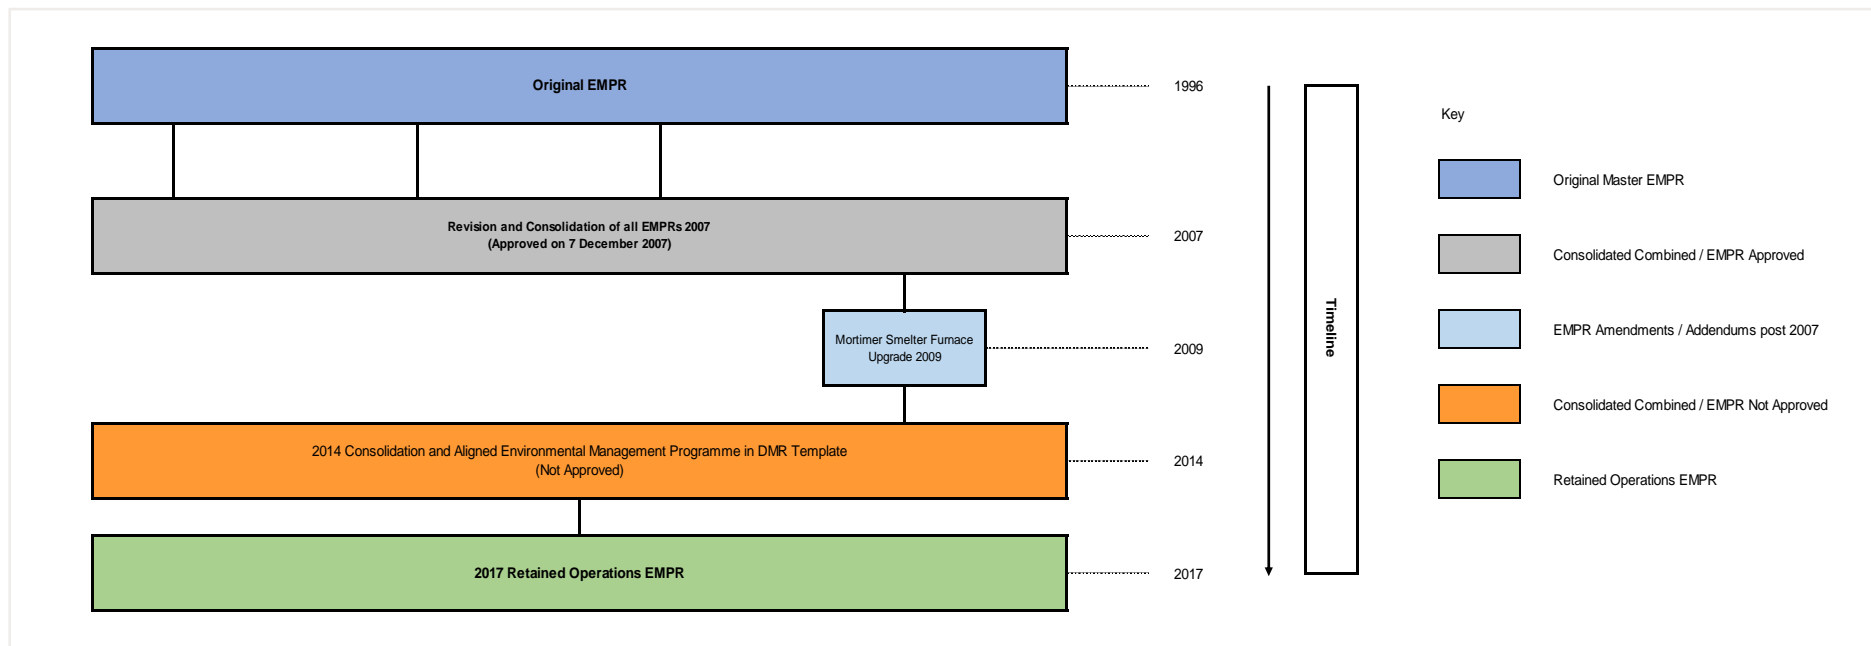 Original EMPR
1996
Revision and Consolidation of all EMPRs 2007
(Approved on 7 December 2007)
2007
Mortimer Smelter Furnace
Upgrade 2009
2009
2014 Consolidation and Aligned Environmental Management Programme in DMR Template
(Not Approved)
2014
2017 Retained Operations EMPR
2017
Timeline
Key
Original Master EMPR
Consolidated Combined / EMPR Approved
EMPR Amendments / Addendums post 2007
Consolidated Combined / EMPR Not Approved
Retained Operations EMPR